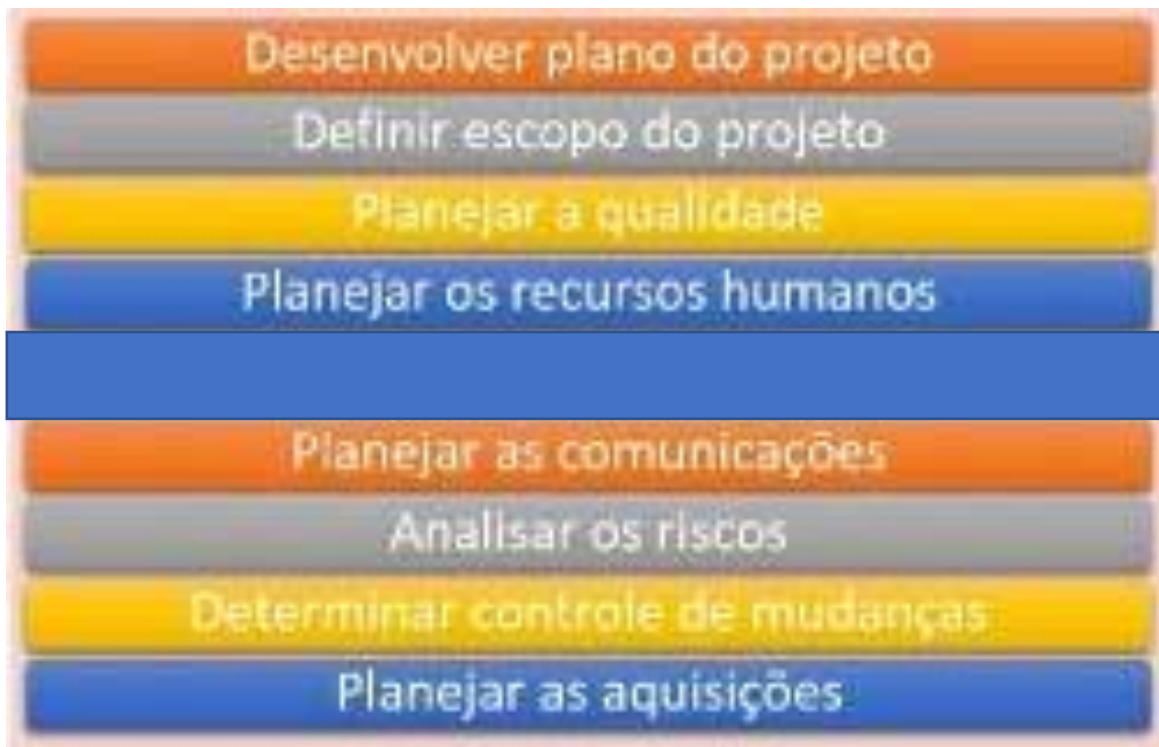 Desenvolver plano do projeto
Definir escopo do projeto
Planejar a qualidade
Planejar os recursos humanos
Planejar as comunicações
Analisar os riscos
Determinar controle de mudanças
Planejar as aquisições